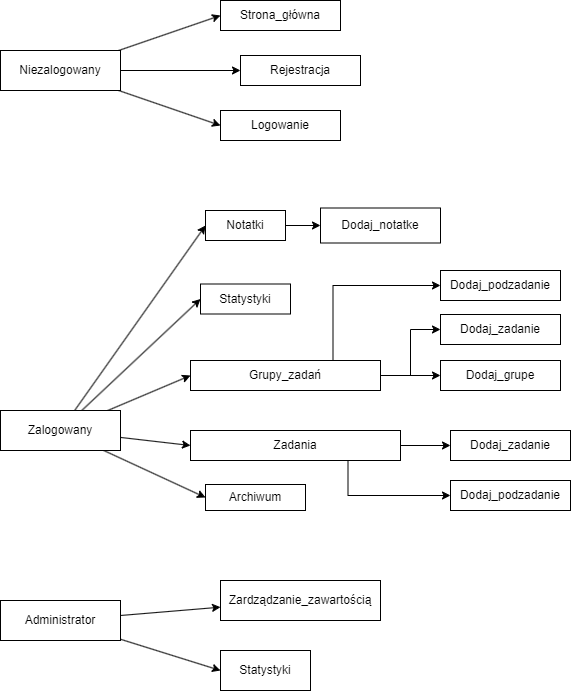 Strona_główna
Niezalogowany
Rejestracja
Logowanie
Notatki
Dodaj_notatke
Statystyki
Dodaj_podzadanie
Dodaj_zadanie
Grupy_zadań
Dodaj_grupe
Zalogowany
Zadania
Dodaj_zadanie
Archiwum
Dodaj_podzadanie
Administrator
Zardządzanie_zawartością
Statystyki